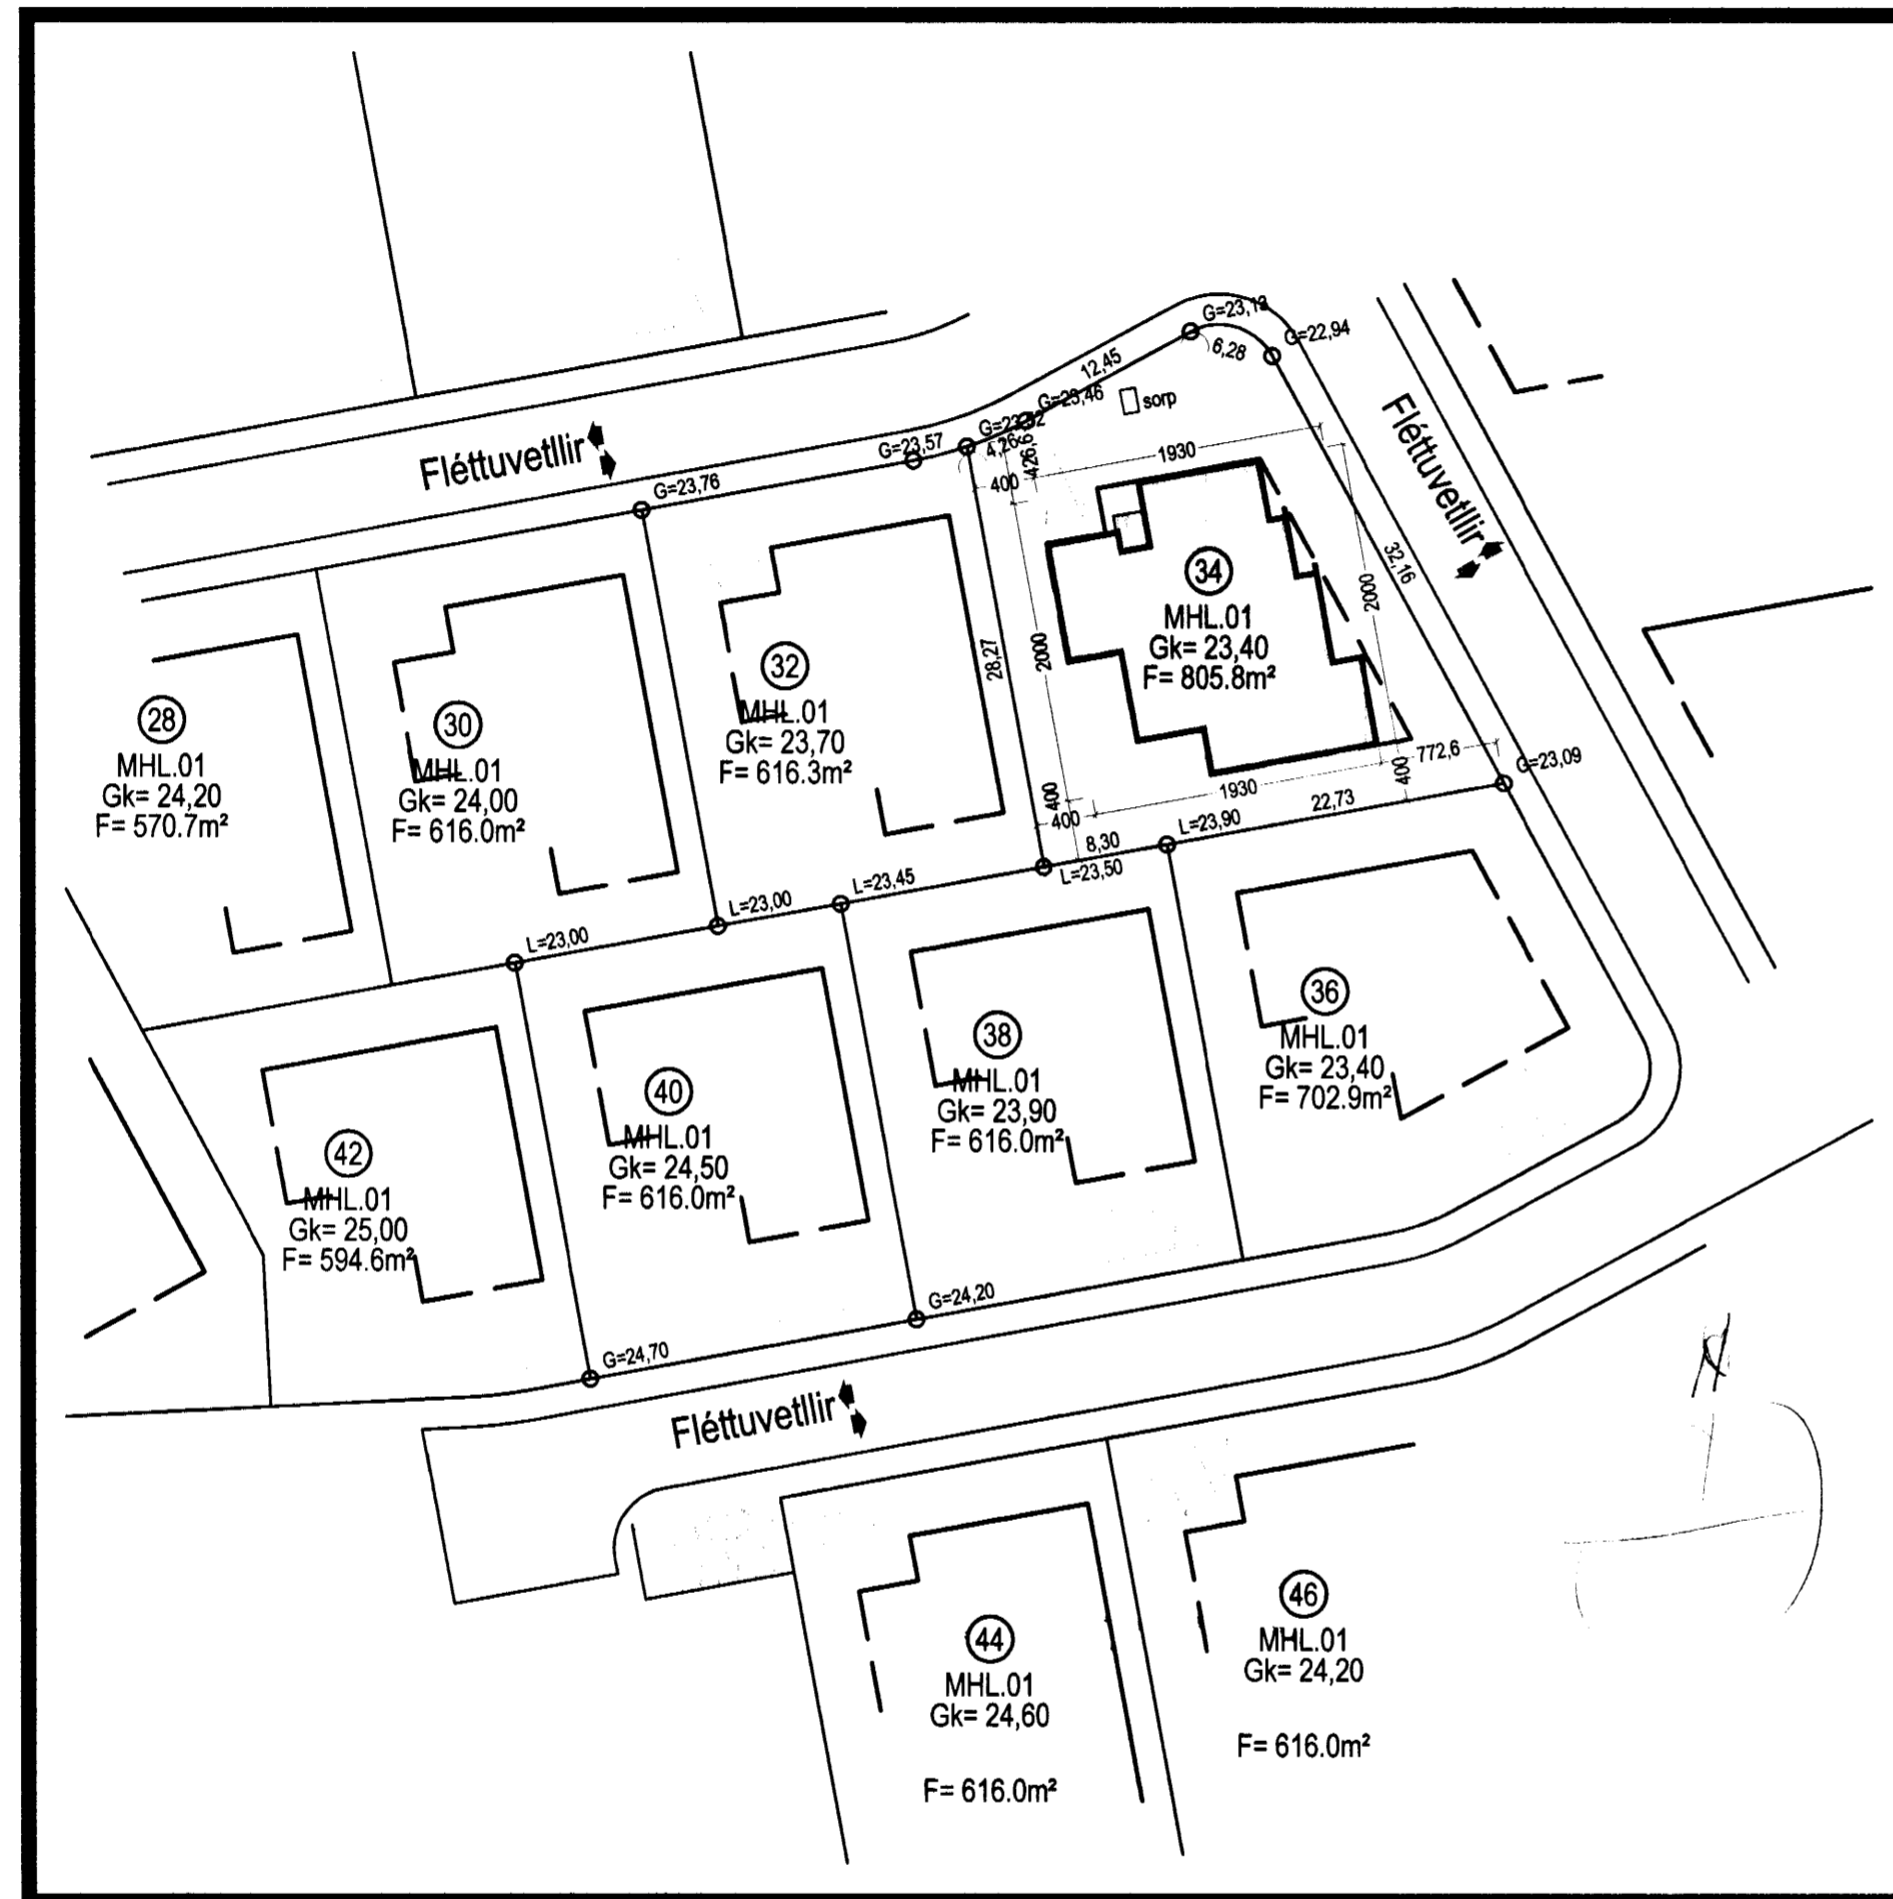 G=23,12
G=22,94
6,28
12,45
G=23,46
sorp
Fléttuvetllir
Fléttuvetllir
G=23,57
4,26
426,6
1930
400
G=23,76
34
MHL.01
Gk= 23,40
F= 805.8m²
32,16
2000
2000
28,27
32
MHL.01
Gk= 23,70
F= 616.3m²
30
MHL.01
Gk= 24,00
F= 616.0m²
28
MHL.01
Gk= 24,20
F= 570.7m²
772,6
G=23,09
400
1930
22,73
400
400
L=23,90
8,30
L=23,50
L=23,45
L=23,00
L=23,00
36
MHL.01
Gk= 23,40
F= 702.9m²
38
MHL.01
Gk= 23,90
F= 616.0m²
40
MHL.01
Gk= 24,50
F= 616.0m²
42
MHL.01
Gk= 25,00
F= 594.6m²
G=24,20
G=24,70
Fléttuvetllir
46
MHL.01
Gk= 24,20
F= 616.0m²
44
MHL.01
Gk= 24,60
F= 616.0m²